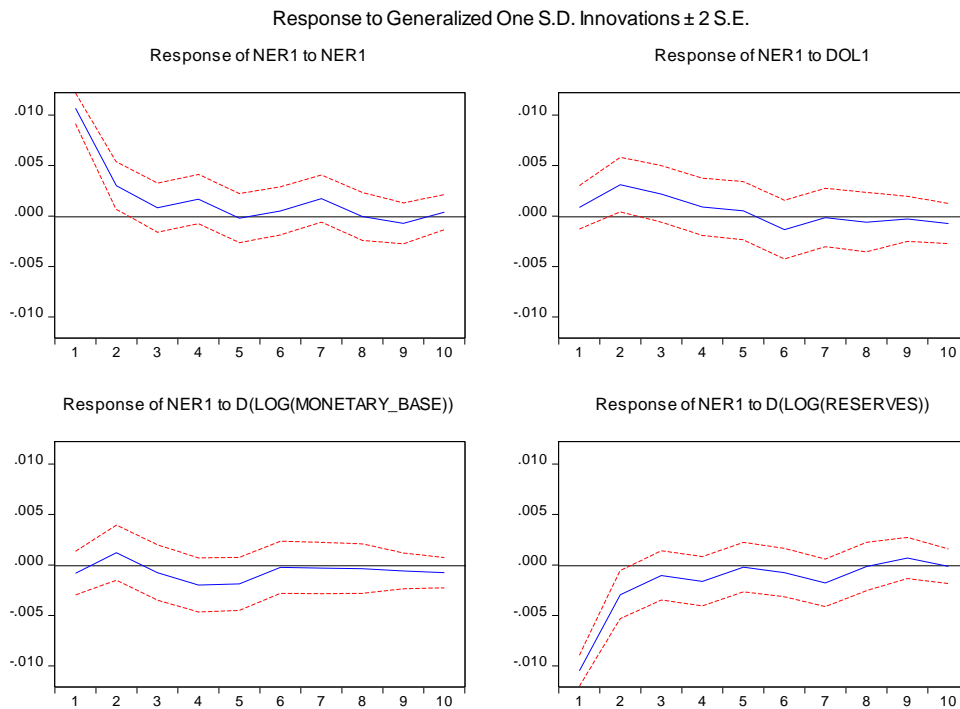 Response to Generalized One S.D. Innovations ± 2 S.E.
Response of NER1 to NER1
.010
.005
.000
-.005
-.010
1 2 3 4 5 6 7 8 9 10
Response of NER1 to DOL1
.010
.005
.000
-.005
-.010
1 2 3 4 5 6 7 8 9 10
Response of NER1 to D(LOG(MONETARY_BASE))
.010
.005
.000
-.005
-.010
1 2 3 4 5 6 7 8 9 10
Response of NER1 to D(LOG(RESERVES))
.010
.005
.000
-.005
-.010
1 2 3 4 5 6 7 8 9 10